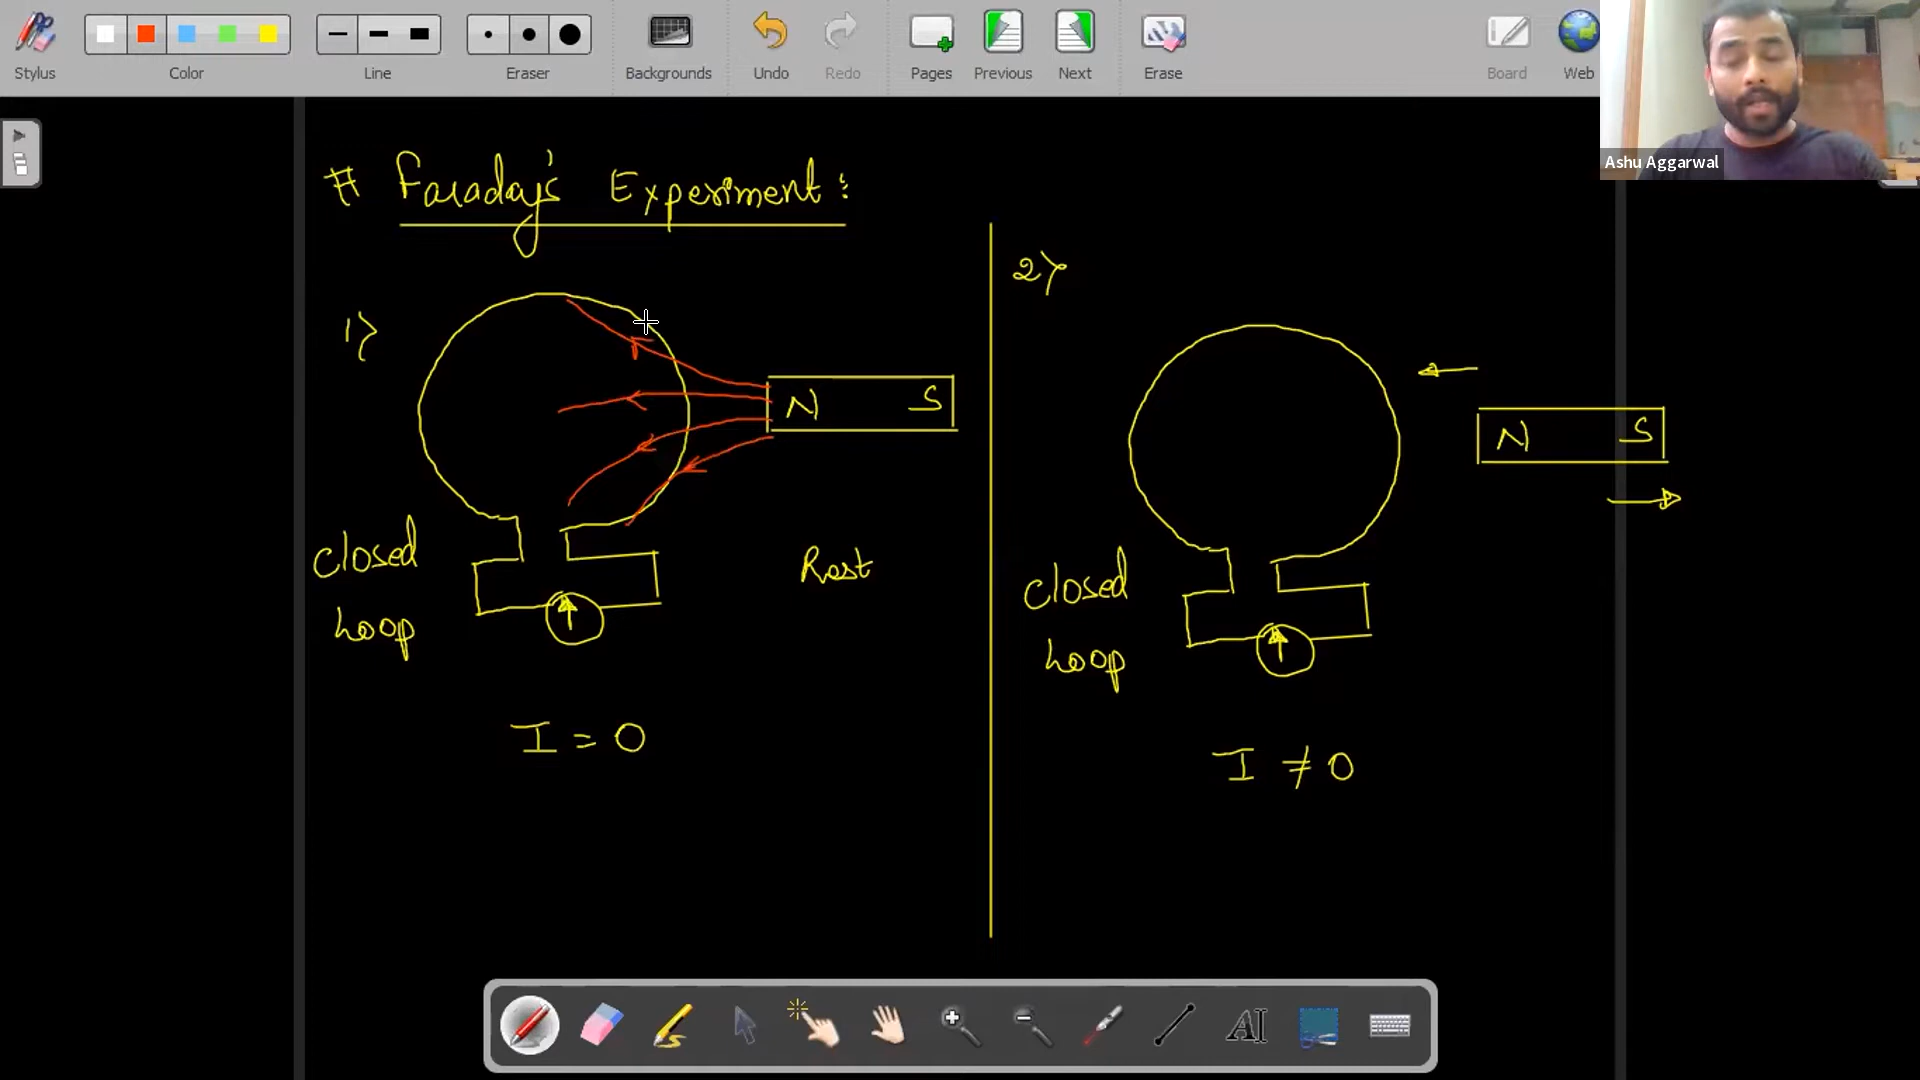 Stylus
Color
Line
Eraser
Backgrounds
Undo
Redo
Pages
Previous
Next
Erase
Board
Web
Ashu Aggarwal
# Faraday's Experiment:
1)
N S
Closed
Loop
Rest
I = 0
2)
N S
Closed
Loop
I ≠ 0
AI